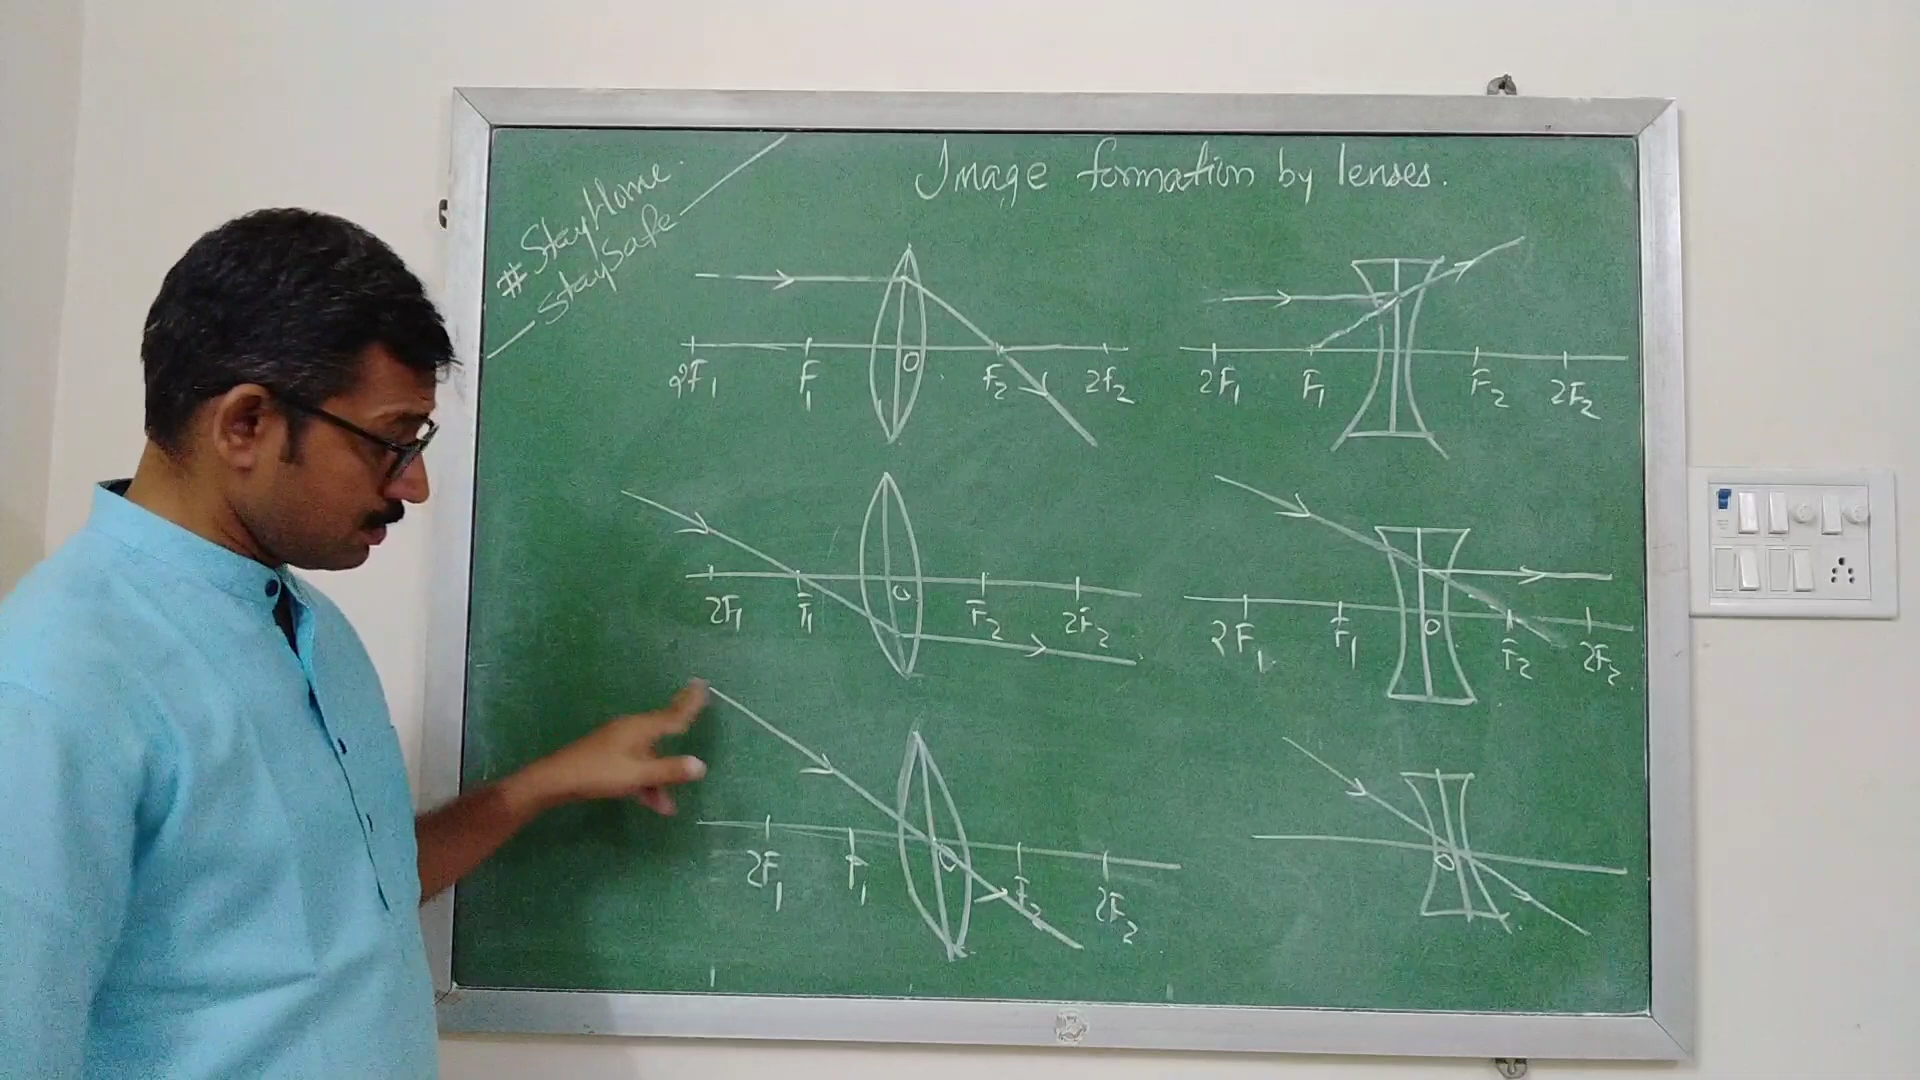 Image formation by lenses.
#StayHome
StaySafe
2F1 F1 O F2 2F2
2F1 F1 F2 2F2
2F1 F1 O F2 2F2
2F1 F1 O F2 2F2
2F1 F1 O F2 2F2
O